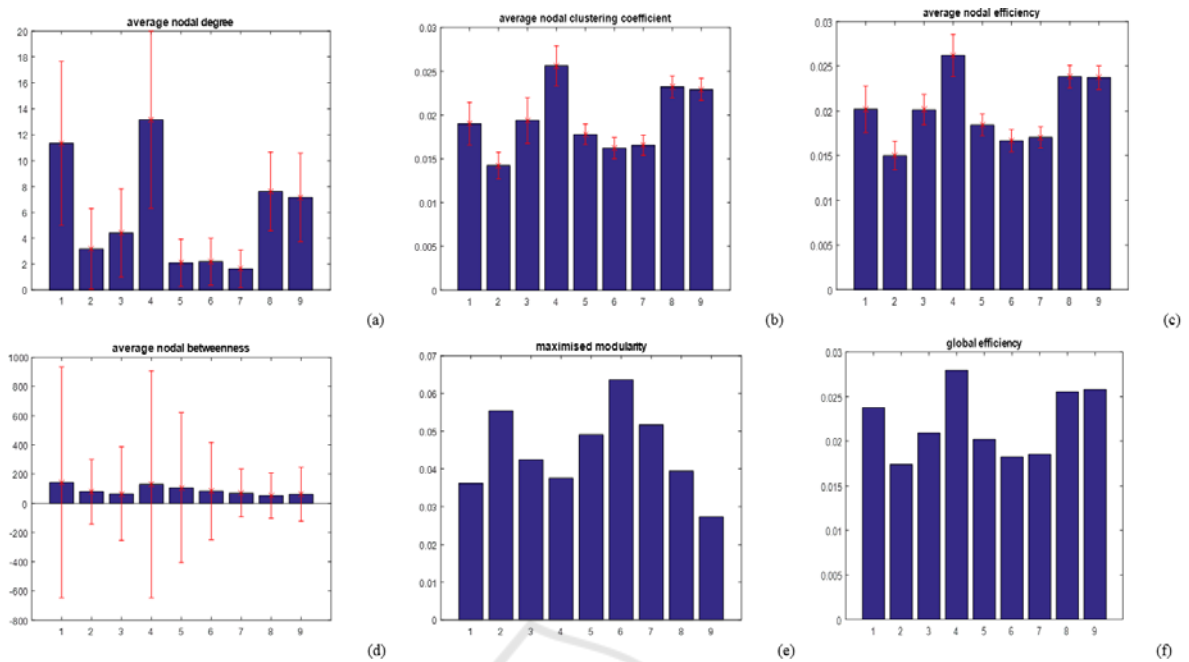 average nodal degree
20
18
16
14
12
10
8
6
4
2
0
1 2 3 4 5 6 7 8 9
(a)
average nodal clustering coefficient
0.03
0.025
0.02
0.015
0.01
0.005
0
1 2 3 4 5 6 7 8 9
(b)
average nodal efficiency
0.03
0.025
0.02
0.015
0.01
0.005
0
1 2 3 4 5 6 7 8 9
(c)
average nodal betweenness
1000
800
600
400
200
0
-200
-400
-600
-800
1 2 3 4 5 6 7 8 9
(d)
maximised modularity
0.07
0.06
0.05
0.04
0.03
0.02
0.01
0
1 2 3 4 5 6 7 8 9
(e)
global efficiency
0.03
0.025
0.02
0.015
0.01
0.005
0
1 2 3 4 5 6 7 8 9
(f)